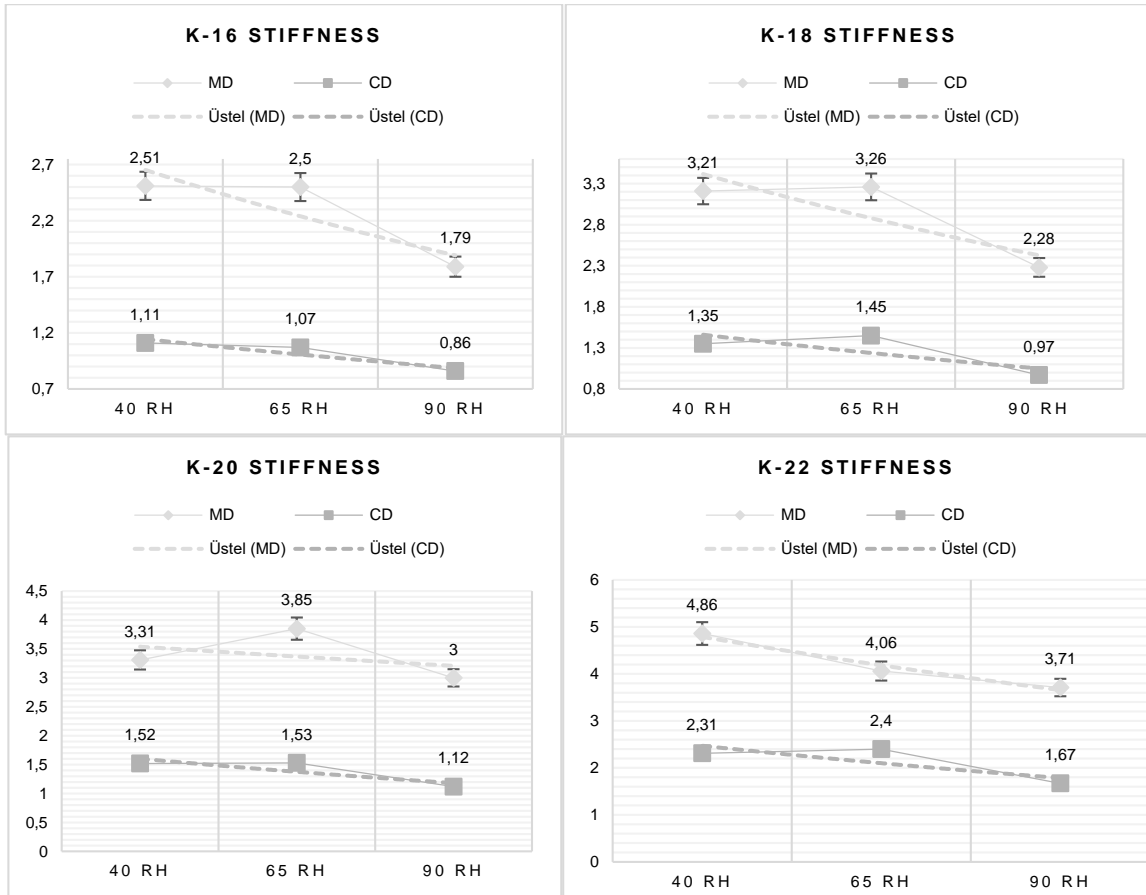 K-16 STIFFNESS
MD CD
Üstel (MD) Üstel (CD)
2,7
2,2
1,7
1,2
0,7
2,51 2,5 1,79
1,11 1,07 0,86
40 RH 65 RH 90 RH
K-18 STIFFNESS
MD CD
Üstel (MD) Üstel (CD)
3,3
2,8
2,3
1,8
1,3
0,8
3,21 3,26 2,28
1,35 1,45 0,97
40 RH 65 RH 90 RH
K-20 STIFFNESS
MD CD
Üstel (MD) Üstel (CD)
4,5
4
3,5
3
2,5
2
1,5
1
0,5
0
3,31 3,85 3
1,52 1,53 1,12
40 RH 65 RH 90 RH
K-22 STIFFNESS
MD CD
Üstel (MD) Üstel (CD)
6
5
4
3
2
1
0
4,86 4,06 3,71
2,31 2,4 1,67
40 RH 65 RH 90 RH